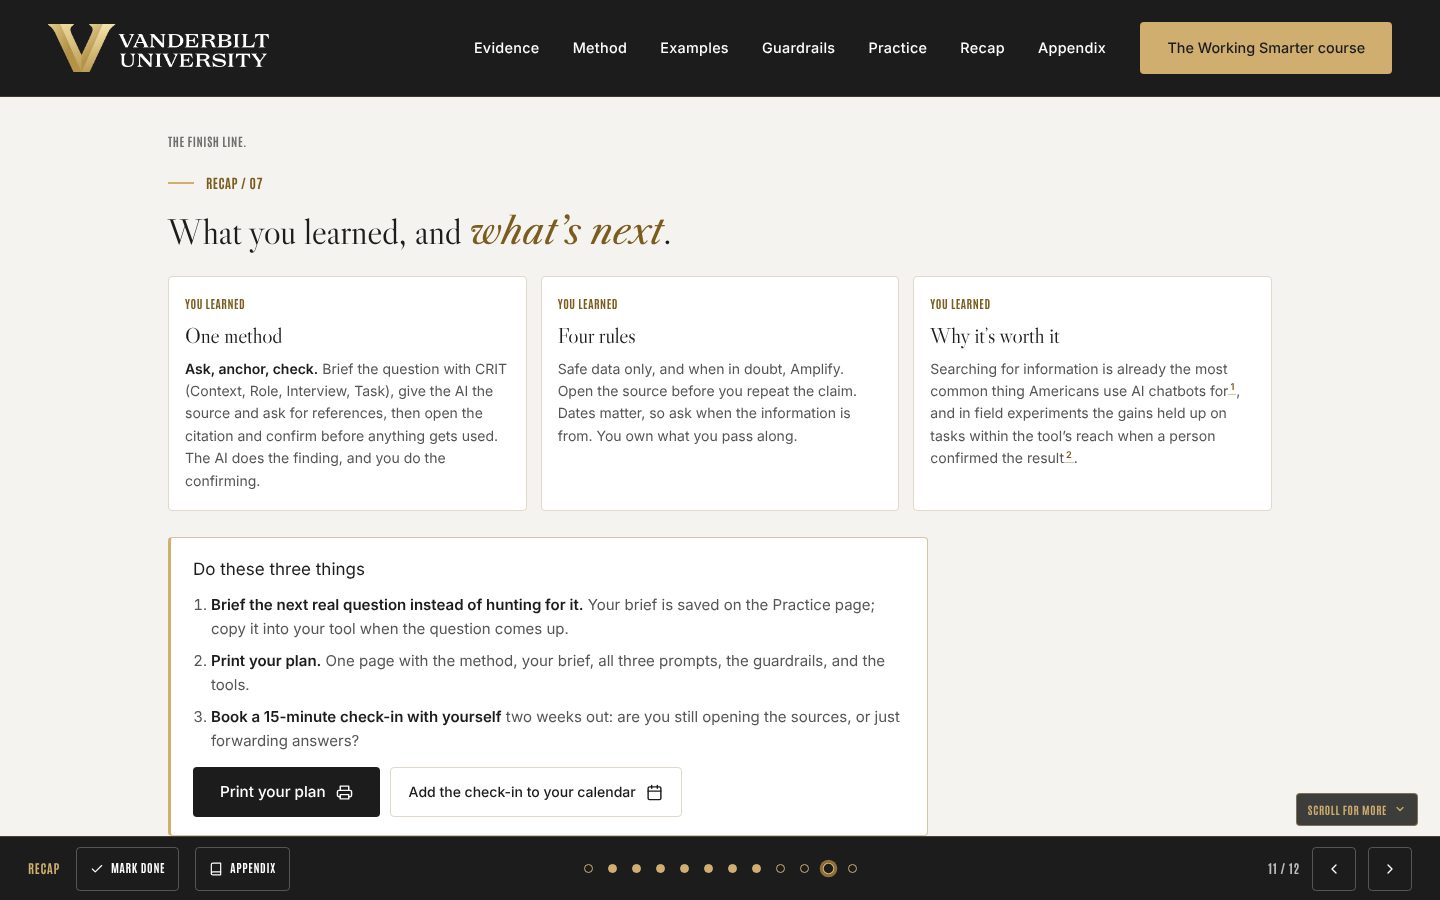 VANDERBILT
UNIVERSITY
Evidence
Method
Examples
Guardrails
Practice
Recap
Appendix
The Working Smarter course
THE FINISH LINE.
RECAP / 07
What you learned, and what's next.
YOU LEARNED
One method
Ask, anchor, check. Brief the question with CRIT
(Context, Role, Interview, Task), give the AI the
source and ask for references, then open the
citation and confirm before anything gets used.
The AI does the finding, and you do the
confirming.
YOU LEARNED
Four rules
Safe data only, and when in doubt, Amplify.
Open the source before you repeat the claim.
Dates matter, so ask when the information is
from. You own what you pass along.
YOU LEARNED
Why it's worth it
Searching for information is already the most
common thing Americans use AI chatbots for1,
and in field experiments the gains held up on
tasks within the tool's reach when a person
confirmed the result2.
Do these three things
1. Brief the next real question instead of hunting for it. Your brief is saved on the Practice page;
copy it into your tool when the question comes up.
2. Print your plan. One page with the method, your brief, all three prompts, the guardrails, and the
tools.
3. Book a 15-minute check-in with yourself two weeks out: are you still opening the sources, or just
forwarding answers?
Print your plan
Add the check-in to your calendar
SCROLL FOR MORE
RECAP
MARK DONE
APPENDIX
11 / 12